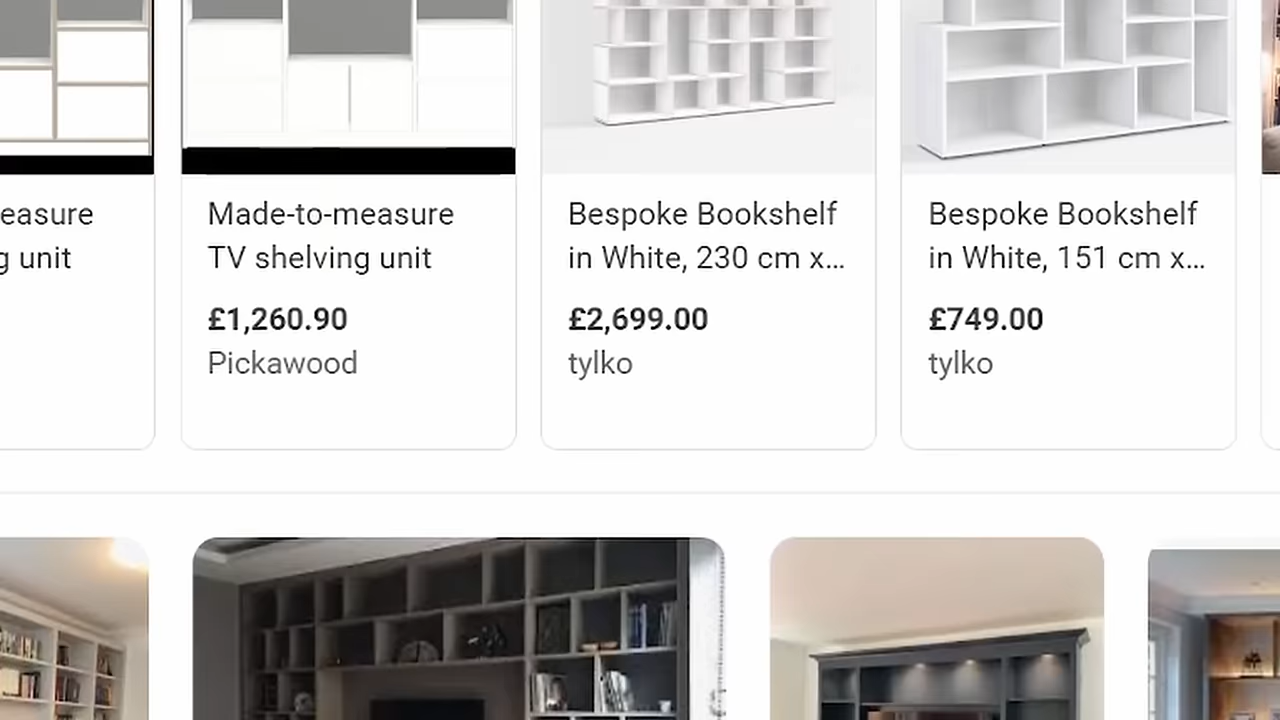 easure
g unit
Made-to-measure
TV shelving unit
£1,260.90
Pickawood
Bespoke Bookshelf
in White, 230 cm x...
£2,699.00
tylko
Bespoke Bookshelf
in White, 151 cm x...
£749.00
tylko